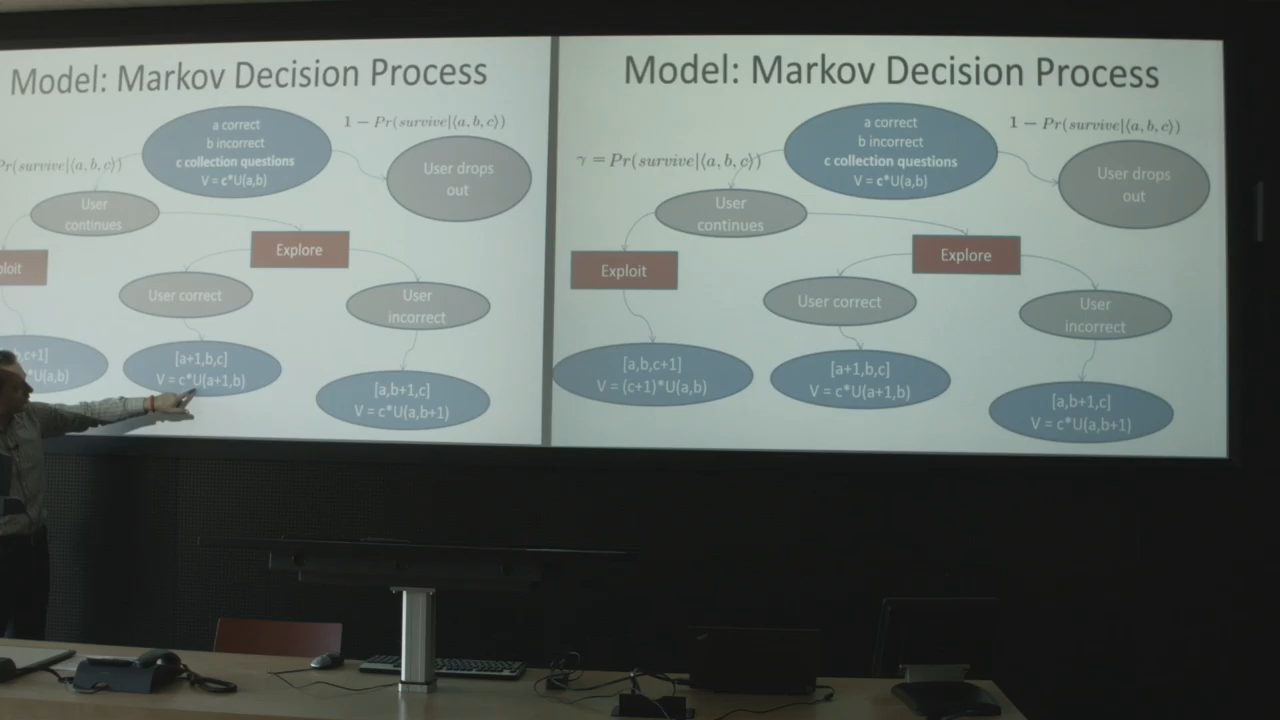 Model: Markov Decision Process
a correct
b incorrect
c collection questions
V = c*U(a,b)
1 − Pr(survive|⟨a, b, c⟩)
Pr(survive|⟨a, b, c⟩)
User drops
out
User
continues
Explore
loit
User correct
User
incorrect
b,c+1]
*U(a,b)
[a+1,b,c]
V = c*U(a+1,b)
[a,b+1,c]
V = c*U(a,b+1)
Model: Markov Decision Process
a correct
b incorrect
c collection questions
V = c*U(a,b)
1 − Pr(survive|⟨a, b, c⟩)
γ = Pr(survive|⟨a, b, c⟩)
User drops
out
User
continues
Explore
Exploit
User correct
User
incorrect
[a,b,c+1]
V = (c+1)*U(a,b)
[a+1,b,c]
V = c*U(a+1,b)
[a,b+1,c]
V = c*U(a,b+1)